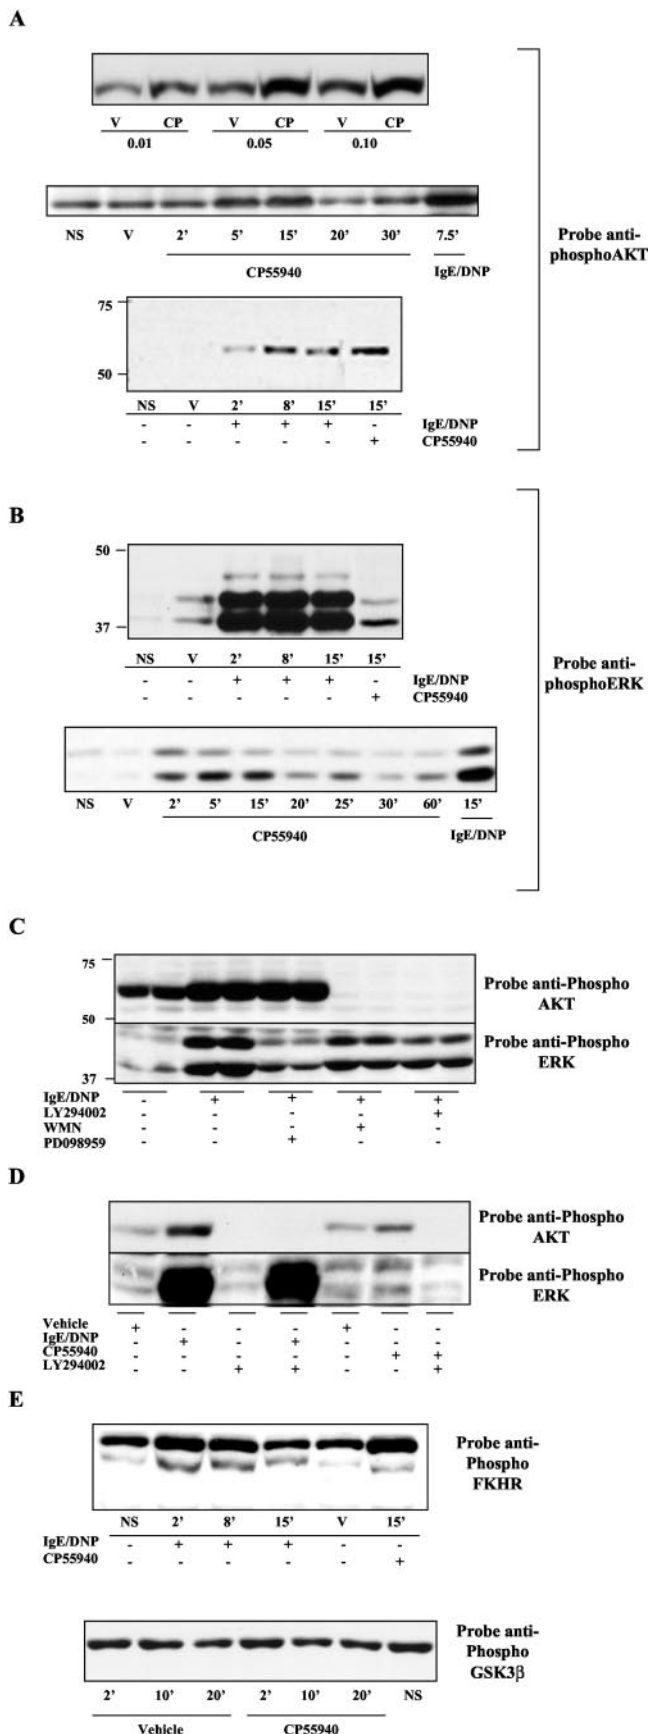 A
V CP V CP V CP
0.01 0.05 0.10
NS V 2’ 5’ 15’ 20’ 30’ 7.5’
CP55940 IgE/DNP
Probe anti-
phosphoAKT
75
50
NS V 2’ 8’ 15’ 15’
- - + + + - IgE/DNP
- - - - - + CP55940
B
50
37
NS V 2’ 8’ 15’ 15’
- - + + + - IgE/DNP
- - - - - + CP55940
Probe anti-
phosphoERK
NS V 2’ 5’ 15’ 20’ 25’ 30’ 60’ 15’
CP55940 IgE/DNP
C
75
50
37
Probe anti-Phospho
AKT
Probe anti-Phospho
ERK
IgE/DNP - + + + +
LY294002 - - - - +
WMN - - - + -
PD098959 - - + - -
D
Probe anti-Phospho
AKT
Probe anti-Phospho
ERK
Vehicle + - - - + - -
IgE/DNP - + - + - - -
CP55940 - - - - - + +
LY294002 - - + + - - +
E
Probe anti-
Phospho
FKHR
NS 2’ 8’ 15’ V 15’
IgE/DNP - + + + - -
CP55940 - - - - - +
Probe anti-
Phospho
GSK3β
2’ 10’ 20’ 2’ 10’ 20’ NS
Vehicle CP55940